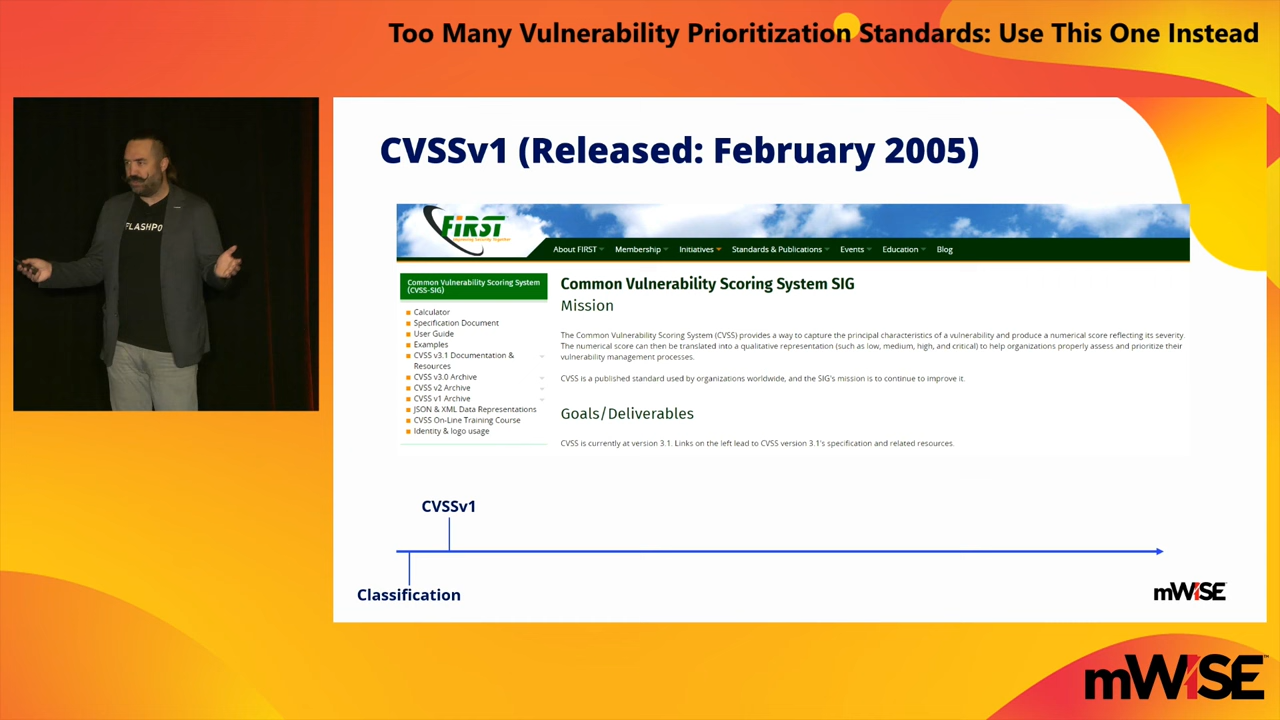 Too Many Vulnerability Prioritization Standards: Use This One Instead
FLASHPO
CVSSv1 (Released: February 2005)
FiRST
Improving Security Together
About FIRST
Membership
Initiatives
Standards & Publications
Events
Education
Blog
Common Vulnerability Scoring System
(CVSS-SIG)
Calculator
Specification Document
User Guide
Examples
CVSS v3.1 Documentation &
Resources
CVSS v3.0 Archive
CVSS v2 Archive
CVSS v1 Archive
JSON & XML Data Representations
CVSS On-Line Training Course
Identity & logo usage
Common Vulnerability Scoring System SIG
Mission
The Common Vulnerability Scoring System (CVSS) provides a way to capture the principal characteristics of a vulnerability and produce a numerical score reflecting its severity.
The numerical score can then be translated into a qualitative representation (such as low, medium, high, and critical) to help organizations properly assess and prioritize their
vulnerability management processes.
CVSS is a published standard used by organizations worldwide, and the SIG's mission is to continue to improve it.
Goals/Deliverables
CVSS is currently at version 3.1. Links on the left lead to CVSS version 3.1's specification and related resources.
CVSSv1
Classification
mWISE
mWISE™